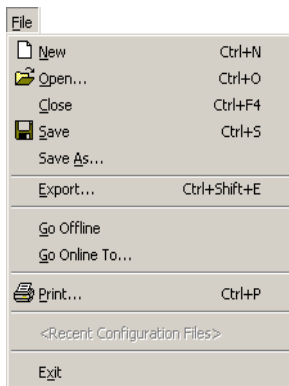 File
New Ctrl+N
Open... Ctrl+O
Close Ctrl+F4
Save Ctrl+S
Save As...
Export... Ctrl+Shift+E
Go Offline
Go Online To...
Print... Ctrl+P
<Recent Configuration Files>
Exit